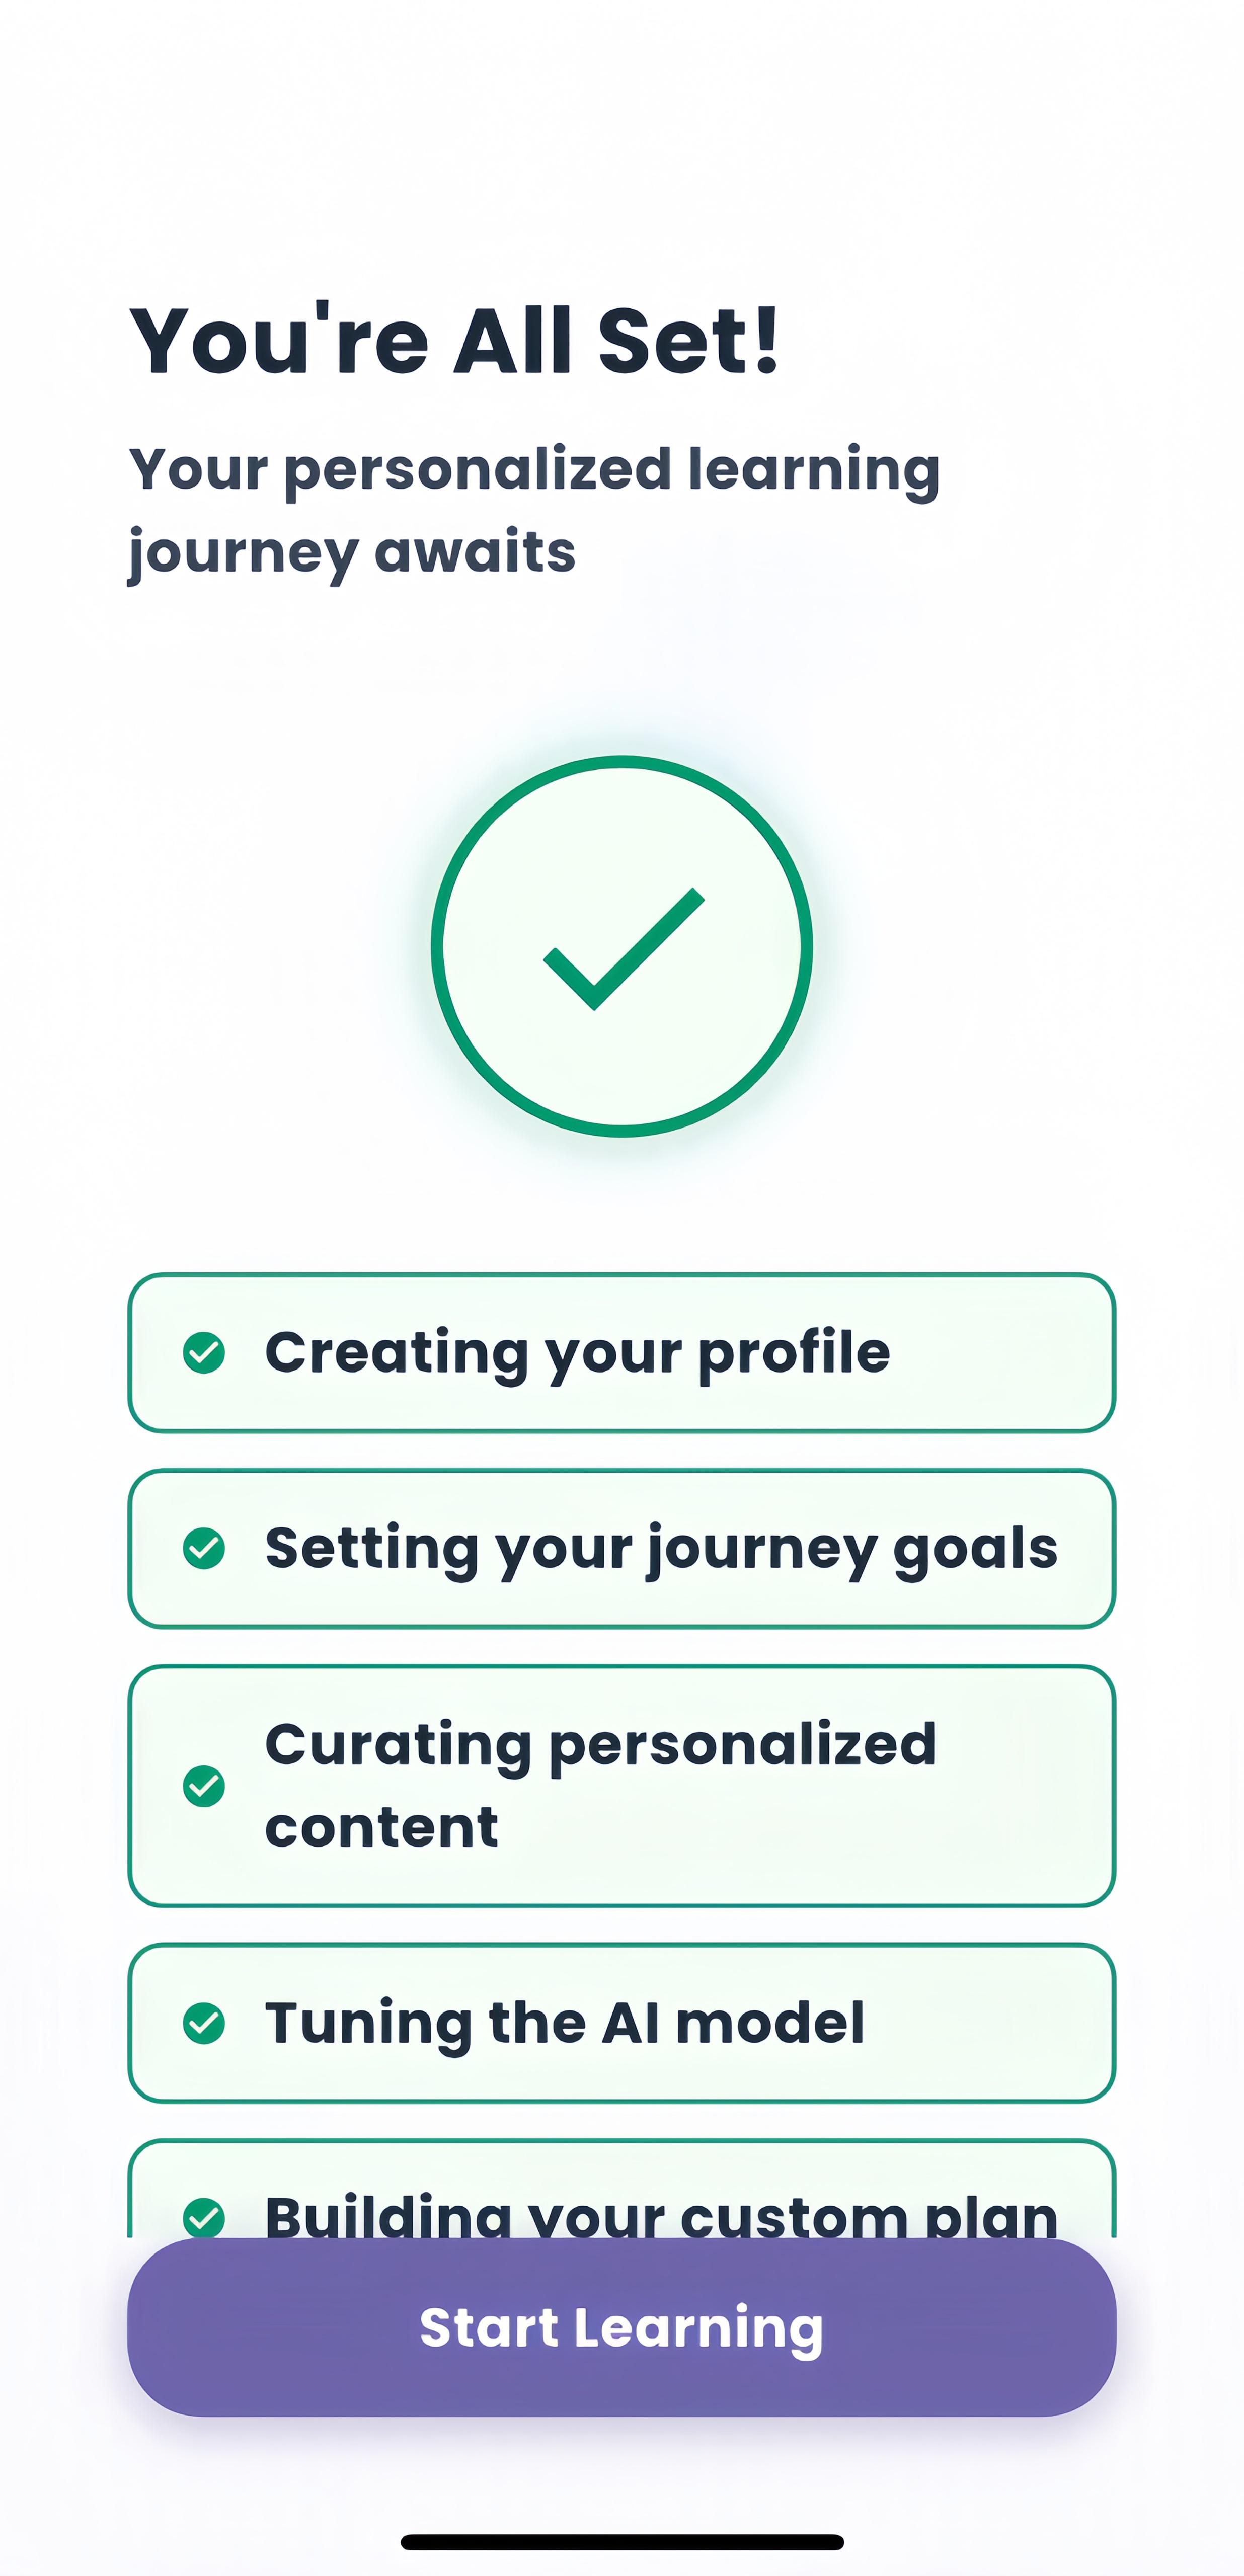 You're All Set!
Your personalized learning
journey awaits
Creating your profile
Setting your journey goals
Curating personalized
content
Tuning the AI model
Building your custom plan
Start Learning